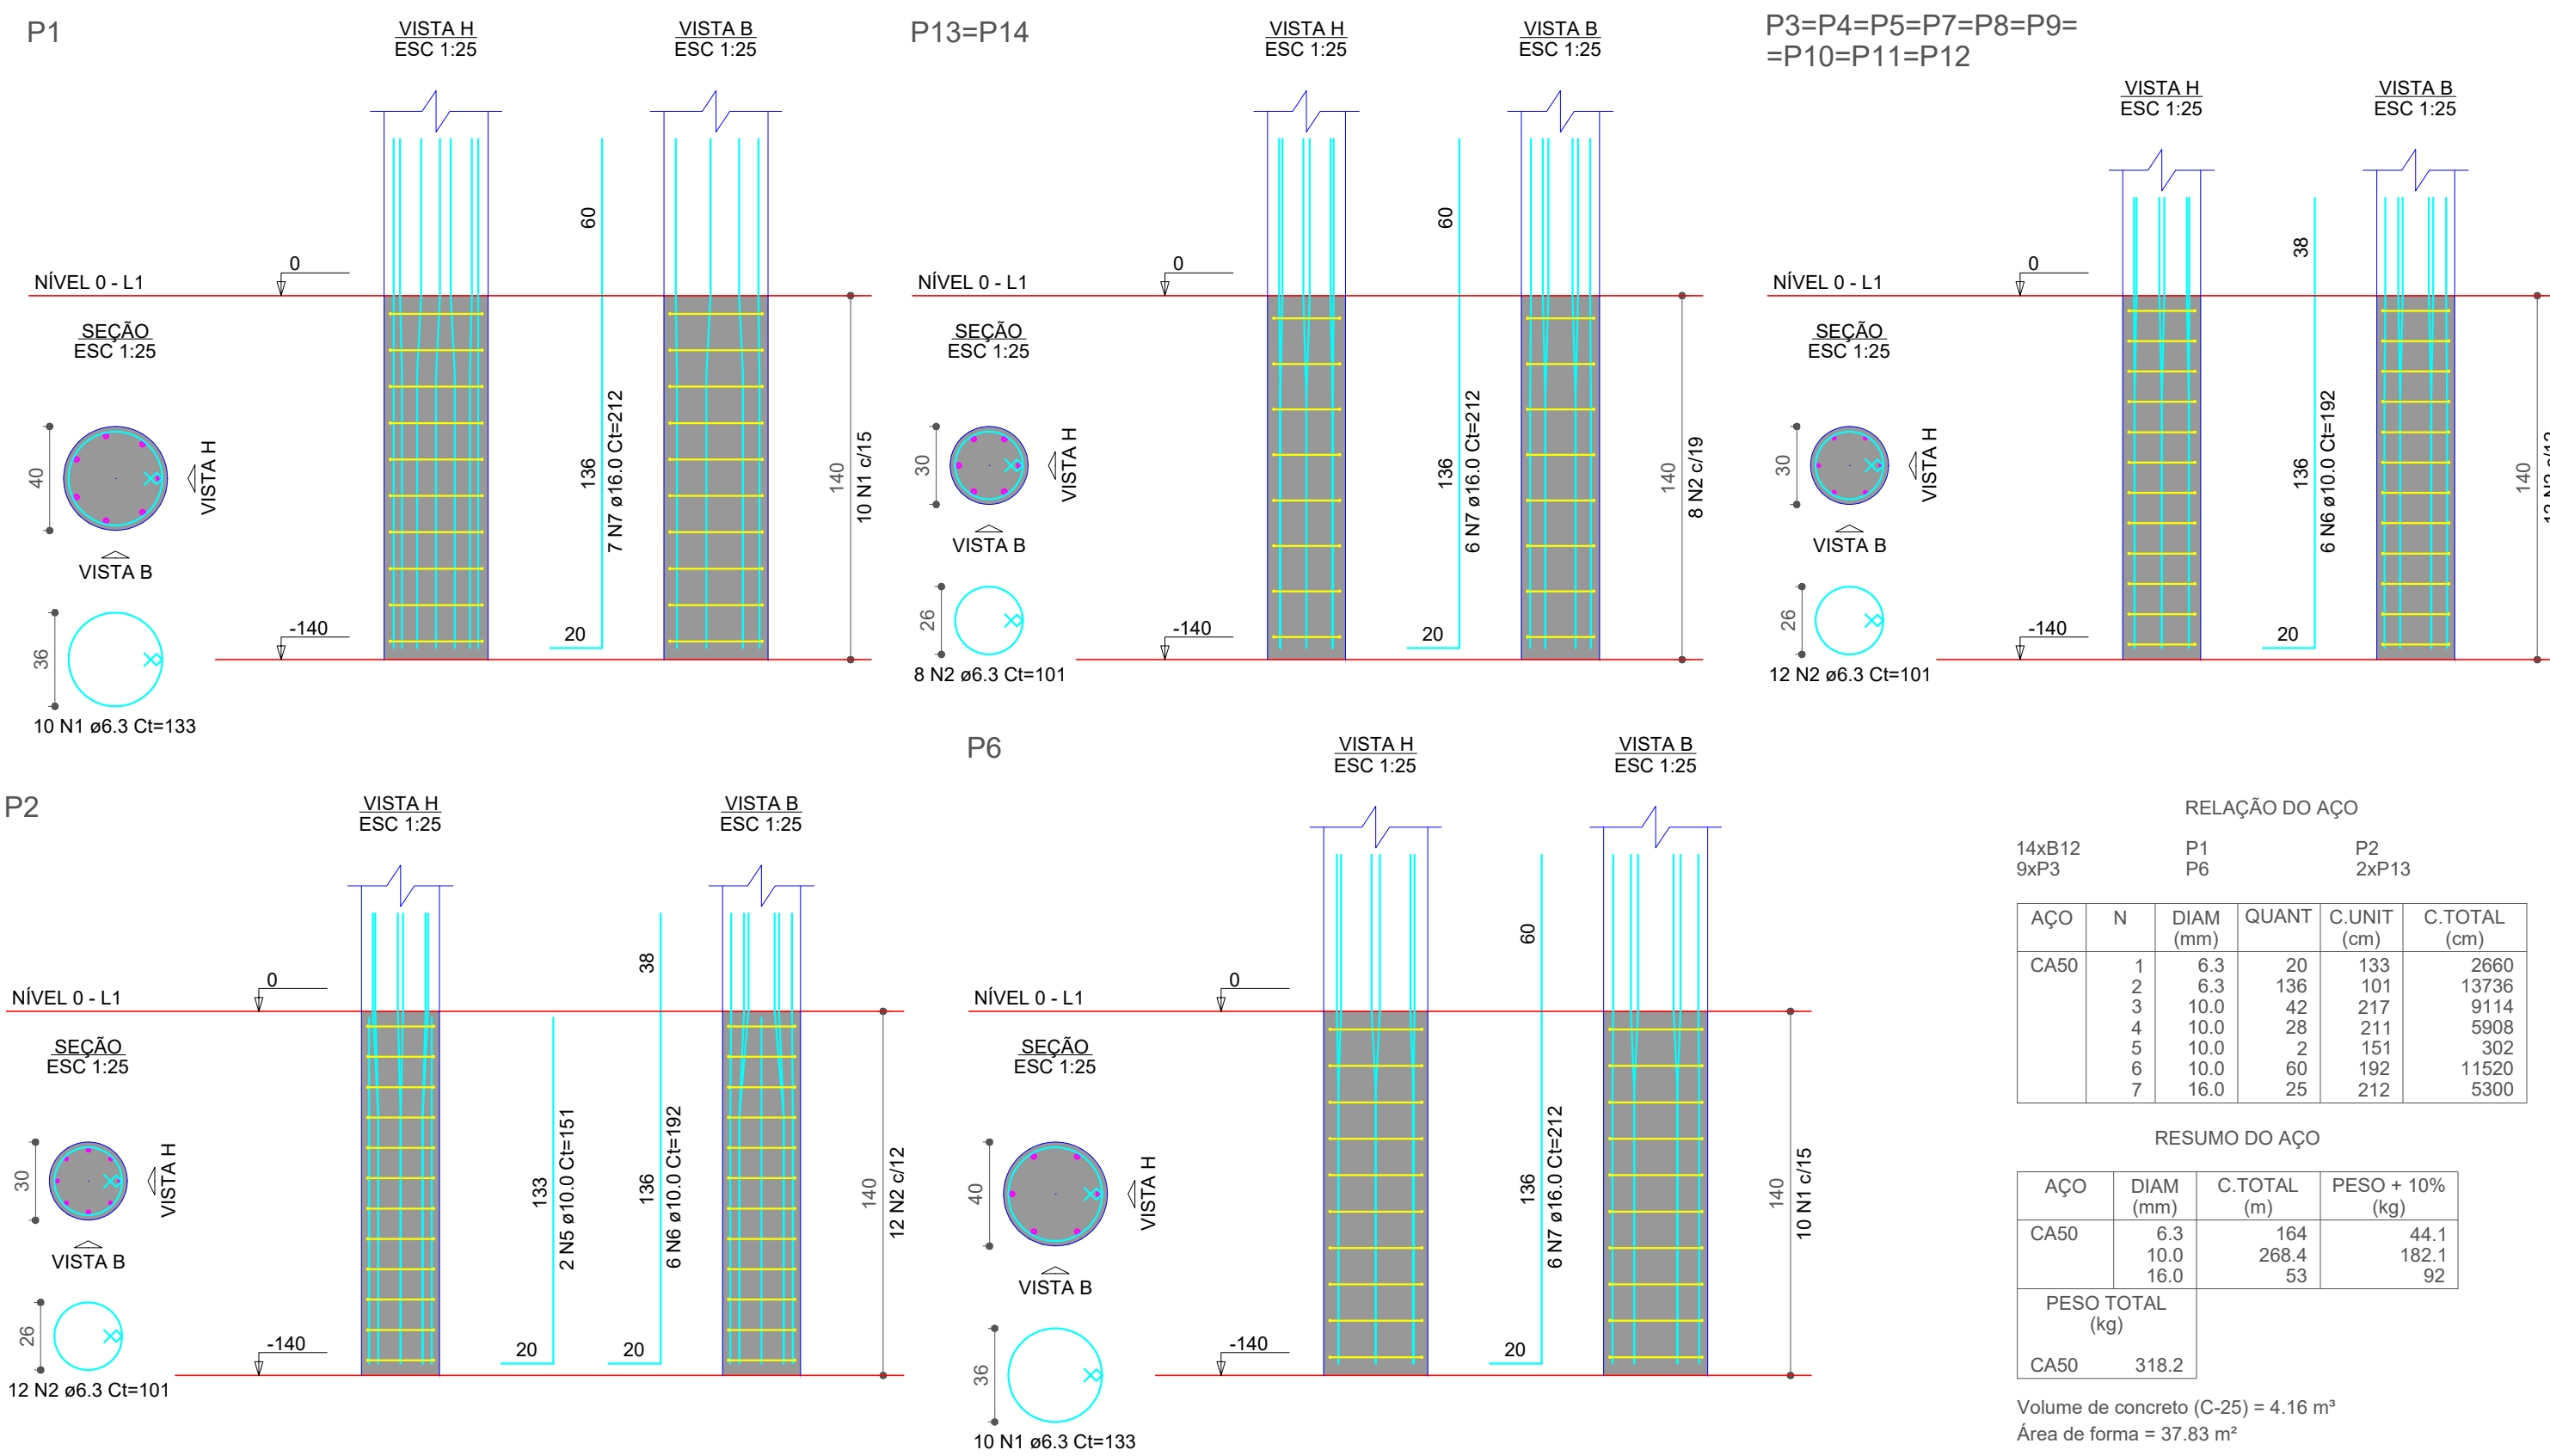 P1
VISTA H
ESC 1:25
VISTA B
ESC 1:25
60
NÍVEL 0 - L1
0
SEÇÃO
ESC 1:25
40
VISTA H
VISTA B
36
10 N1 ø6.3 Ct=133
-140
136
7 N7 ø16.0 Ct=212
20
140
10 N1 c/15
P13=P14
VISTA H
ESC 1:25
VISTA B
ESC 1:25
60
NÍVEL 0 - L1
0
SEÇÃO
ESC 1:25
30
VISTA H
VISTA B
26
8 N2 ø6.3 Ct=101
-140
136
6 N7 ø16.0 Ct=212
20
140
8 N2 c/19
P3=P4=P5=P7=P8=P9=
=P10=P11=P12
VISTA H
ESC 1:25
VISTA B
ESC 1:25
38
NÍVEL 0 - L1
0
SEÇÃO
ESC 1:25
30
VISTA H
VISTA B
26
12 N2 ø6.3 Ct=101
-140
136
6 N6 ø10.0 Ct=192
20
140
P2
VISTA H
ESC 1:25
VISTA B
ESC 1:25
38
NÍVEL 0 - L1
0
SEÇÃO
ESC 1:25
30
VISTA H
VISTA B
26
12 N2 ø6.3 Ct=101
-140
133
2 N5 ø10.0 Ct=151
20
136
6 N6 ø10.0 Ct=192
20
140
12 N2 c/12
P6
VISTA H
ESC 1:25
VISTA B
ESC 1:25
60
NÍVEL 0 - L1
0
SEÇÃO
ESC 1:25
40
VISTA H
VISTA B
36
10 N1 ø6.3 Ct=133
-140
136
6 N7 ø16.0 Ct=212
20
140
10 N1 c/15
RELAÇÃO DO AÇO
14xB12 P1 P2
9xP3 P6 2xP13
AÇO N DIAM QUANT C.UNIT C.TOTAL
(mm) (cm) (cm)
CA50 1 6.3 20 133 2660
2 6.3 136 101 13736
3 10.0 42 217 9114
4 10.0 28 211 5908
5 10.0 2 151 302
6 10.0 60 192 11520
7 16.0 25 212 5300
RESUMO DO AÇO
AÇO DIAM C.TOTAL PESO + 10%
(mm) (m) (kg)
CA50 6.3 164 44.1
10.0 268.4 182.1
16.0 53 92
PESO TOTAL
(kg)
CA50 318.2
Volume de concreto (C-25) = 4.16 m³
Área de forma = 37.83 m²